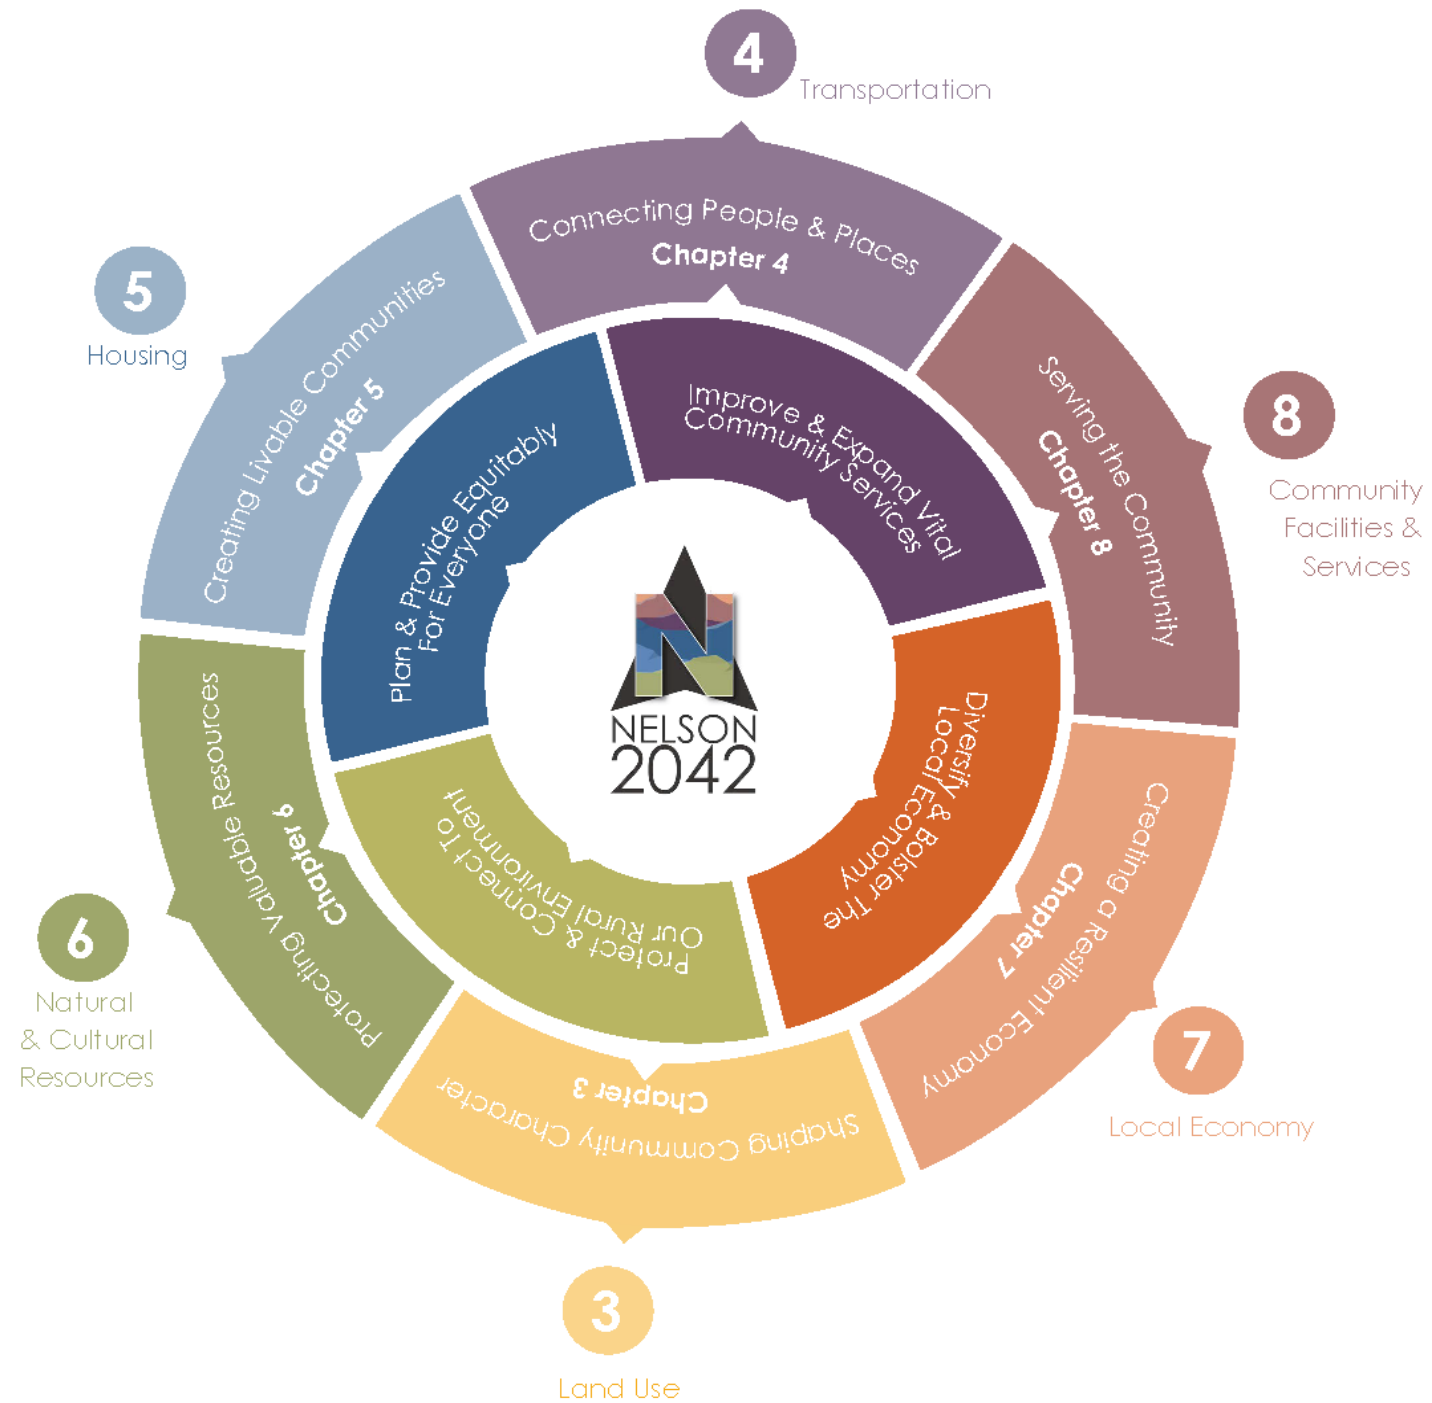 4
Transportation
Connecting People & Places
Chapter 4
5
Housing
Creating Livable Communities
Chapter 5
8
Community
Facilities &
Services
Serving the Community
Chapter 8
Improve & Expand Vital
Community Services
Plan & Provide Equitably
For Everyone
NELSON
2042
Diversify & Bolster The
Local Economy
Protect & Connect To
Our Rural Environment
6
Natural
& Cultural
Resources
Protecting Valuable Resources
Chapter 6
7
Local Economy
Creating a Resilient Economy
Chapter 7
Chapter 3
Shaping Community Character
3
Land Use